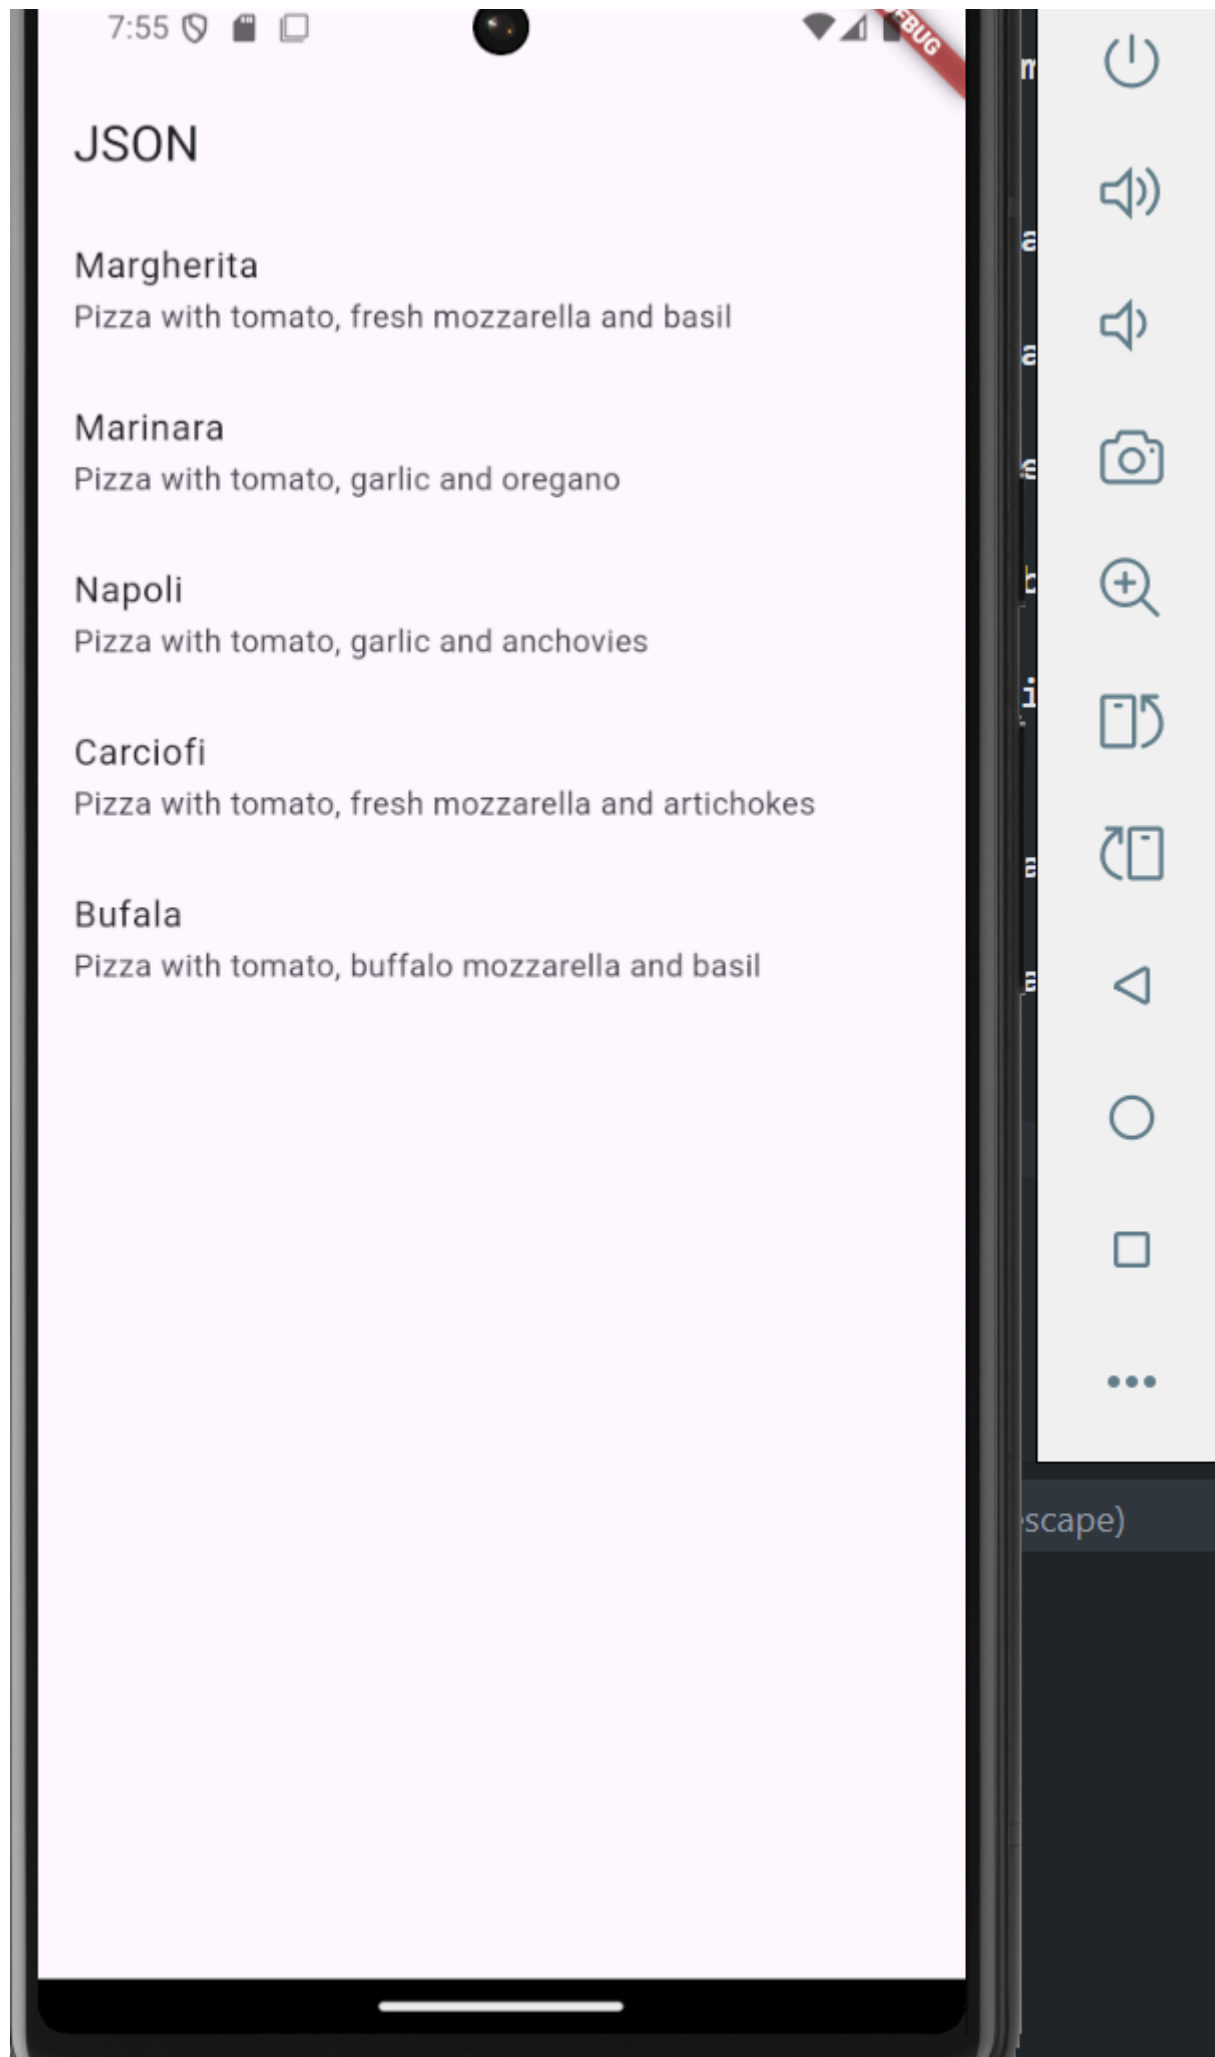 7:55
JSON
Margherita
Pizza with tomato, fresh mozzarella and basil
Marinara
Pizza with tomato, garlic and oregano
Napoli
Pizza with tomato, garlic and anchovies
Carciofi
Pizza with tomato, fresh mozzarella and artichokes
Bufala
Pizza with tomato, buffalo mozzarella and basil
scape)